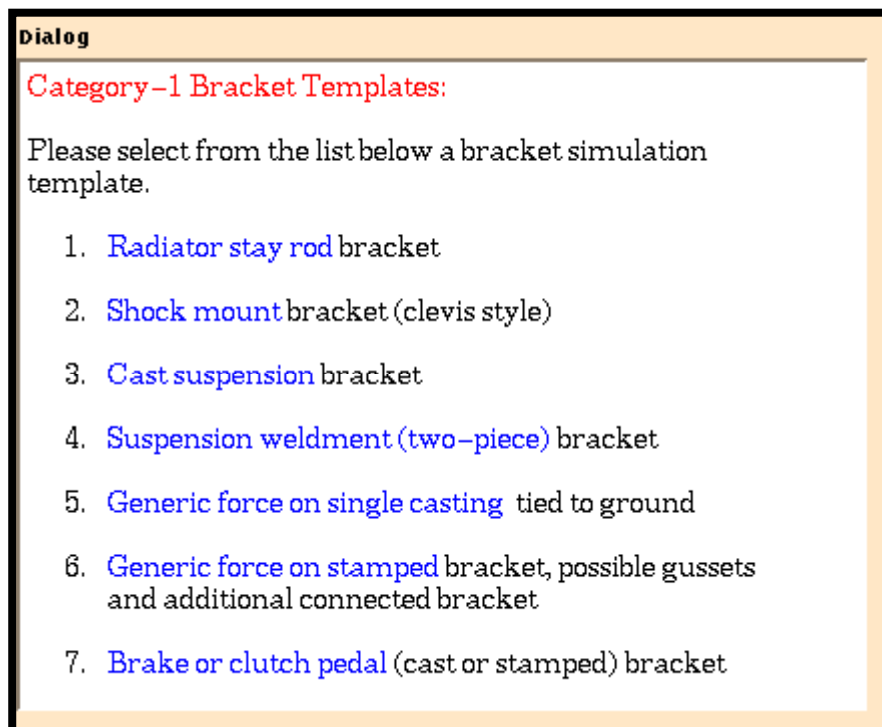 Dialog
Category-1 Bracket Templates:
Please select from the list below a bracket simulation
template.
1. Radiator stay rod bracket
2. Shock mount bracket (clevis style)
3. Cast suspension bracket
4. Suspension weldment (two-piece) bracket
5. Generic force on single casting tied to ground
6. Generic force on stamped bracket, possible gussets
and additional connected bracket
7. Brake or clutch pedal (cast or stamped) bracket